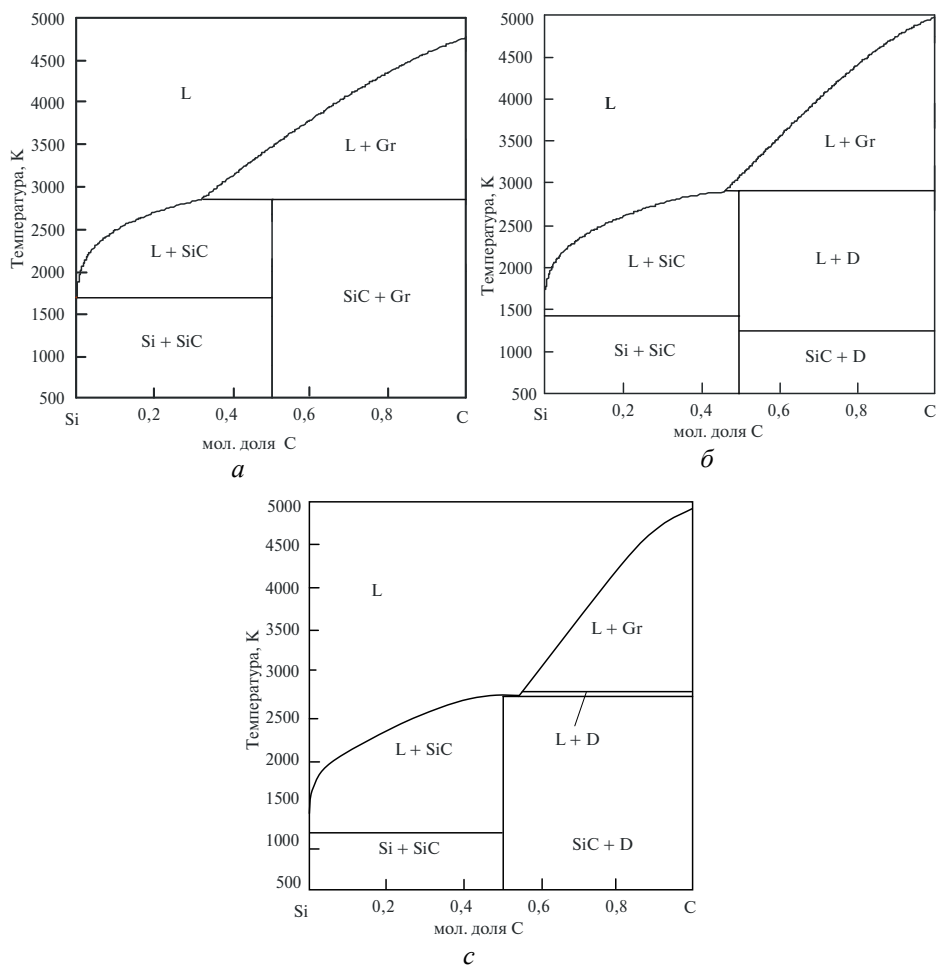 Температура, К
5000
4500
4000
3500
3000
2500
2000
1500
1000
500
L
L + Gr
L + SiC
SiC + Gr
Si + SiC
Si
0,2
0,4
0,6
0,8
C
мол. доля C
а
Температура, К
5000
4500
4000
3500
3000
2500
2000
1500
1000
500
L
L + Gr
L + SiC
L + D
Si + SiC
SiC + D
Si
0,2
0,4
0,6
0,8
C
мол. доля C
б
Температура, К
5000
4500
4000
3500
3000
2500
2000
1500
1000
500
L
L + Gr
L + SiC
L + D
Si + SiC
SiC + D
Si
0,2
0,4
0,6
0,8
C
мол. доля C
с